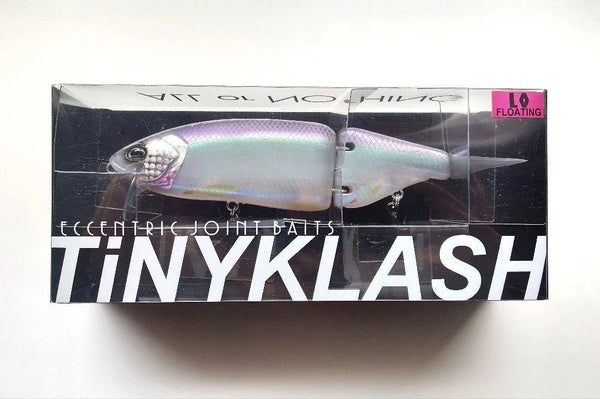 ALL or NOTHING
LO
FLOATING
ECCENTRIC JOINT BAITS
TiNYKLASH